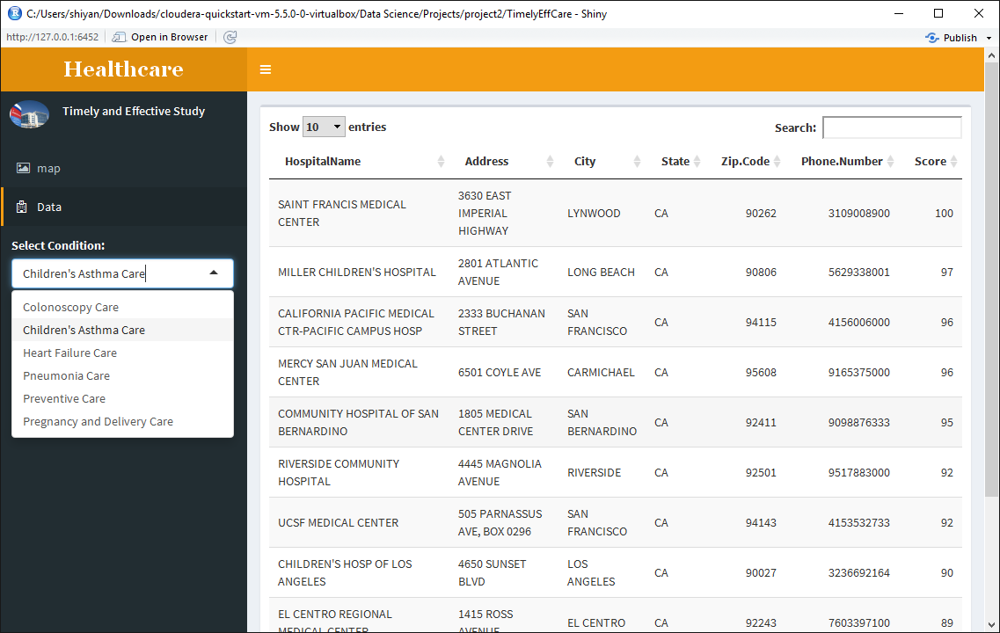 C:/Users/shiyan/Downloads/cloudera-quickstart-vm-5.5.0-0-virtualbox/Data Science/Projects/project2/TimelyEffCare - Shiny
http://127.0.0.1:6452 Open in Browser Publish
Healthcare
Timely and Effective Study
map
Data
Select Condition:
Children's Asthma Care
Colonoscopy Care
Children's Asthma Care
Heart Failure Care
Pneumonia Care
Preventive Care
Pregnancy and Delivery Care
Show 10 entries Search:
HospitalName Address City State Zip.Code Phone.Number Score
SAINT FRANCIS MEDICAL
CENTER
3630 EAST
IMPERIAL
HIGHWAY
LYNWOOD CA 90262 3109008900 100
MILLER CHILDREN'S HOSPITAL
2801 ATLANTIC
AVENUE
LONG BEACH CA 90806 5629338001 97
CALIFORNIA PACIFIC MEDICAL
CTR-PACIFIC CAMPUS HOSP
2333 BUCHANAN
STREET
SAN
FRANCISCO
CA 94115 4156006000 96
MERCY SAN JUAN MEDICAL
CENTER
6501 COYLE AVE CARMICHAEL CA 95608 9165375000 96
COMMUNITY HOSPITAL OF SAN
BERNARDINO
1805 MEDICAL
CENTER DRIVE
SAN
BERNARDINO
CA 92411 9098876333 95
RIVERSIDE COMMUNITY
HOSPITAL
4445 MAGNOLIA
AVENUE
RIVERSIDE CA 92501 9517883000 92
UCSF MEDICAL CENTER
505 PARNASSUS
AVE, BOX 0296
SAN
FRANCISCO
CA 94143 4153532733 92
CHILDREN'S HOSP OF LOS
ANGELES
4650 SUNSET
BLVD
LOS
ANGELES
CA 90027 3236692164 90
EL CENTRO REGIONAL
MEDICAL CENTER
1415 ROSS
AVENUE
EL CENTRO CA 92243 7603397100 89